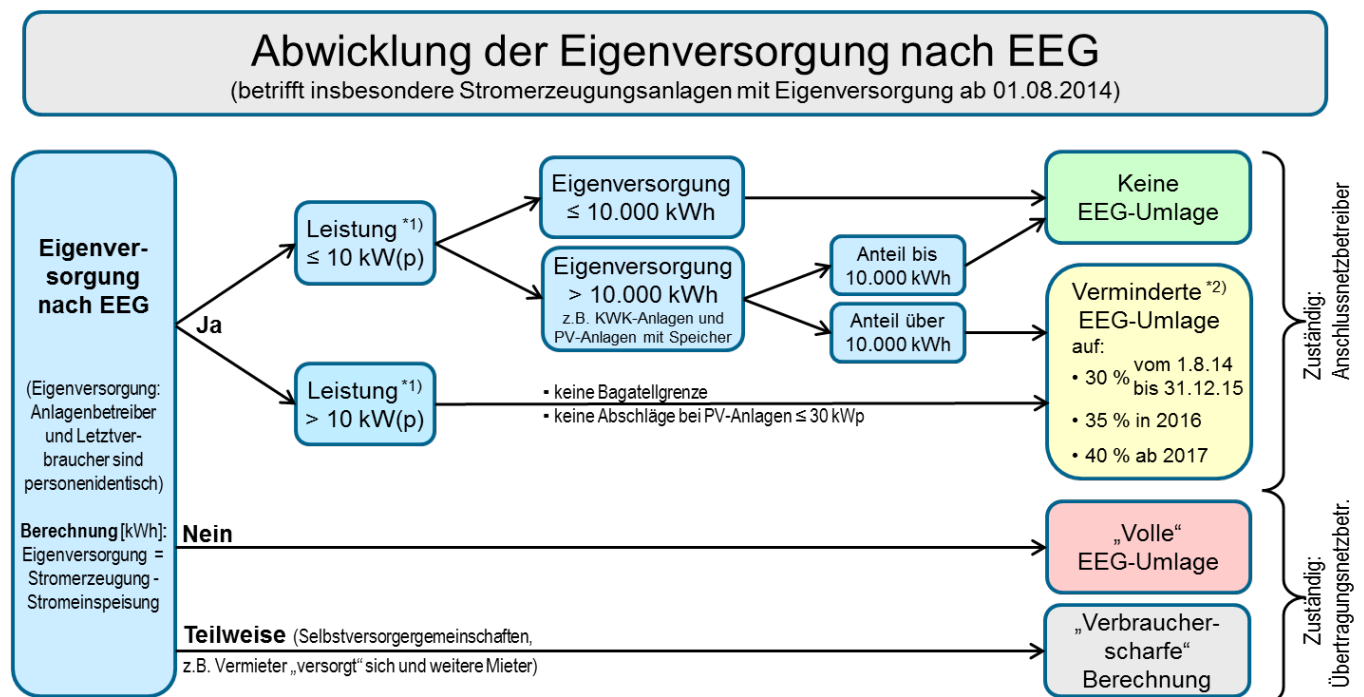 Abwicklung der Eigenversorgung nach EEG
(betrifft insbesondere Stromerzeugungsanlagen mit Eigenversorgung ab 01.08.2014)
Eigenver-
sorgung
nach EEG
(Eigenversorgung:
Anlagenbetreiber
und Letztver-
braucher sind
personenidentisch)
Berechnung [kWh]:
Eigenversorgung =
Stromerzeugung -
Stromeinspeisung
Ja
Leistung *1)
≤ 10 kW(p)
Eigenversorgung
≤ 10.000 kWh
Eigenversorgung
> 10.000 kWh
z.B. KWK-Anlagen und
PV-Anlagen mit Speicher
Anteil bis
10.000 kWh
Anteil über
10.000 kWh
Keine
EEG-Umlage
Leistung *1)
> 10 kW(p)
▪ keine Bagatellgrenze
▪ keine Abschläge bei PV-Anlagen ≤ 30 kWp
Verminderte *2)
EEG-Umlage
auf:
• 30 % vom 1.8.14
bis 31.12.15
• 35 % in 2016
• 40 % ab 2017
Zuständig:
Anschlussnetzbetreiber
Nein
„Volle“
EEG-Umlage
Teilweise (Selbstversorgergemeinschaften,
z.B. Vermieter „versorgt“ sich und weitere Mieter)
„Verbraucher-
scharfe“
Berechnung
Zuständig:
Übertragungsnetzbetr.